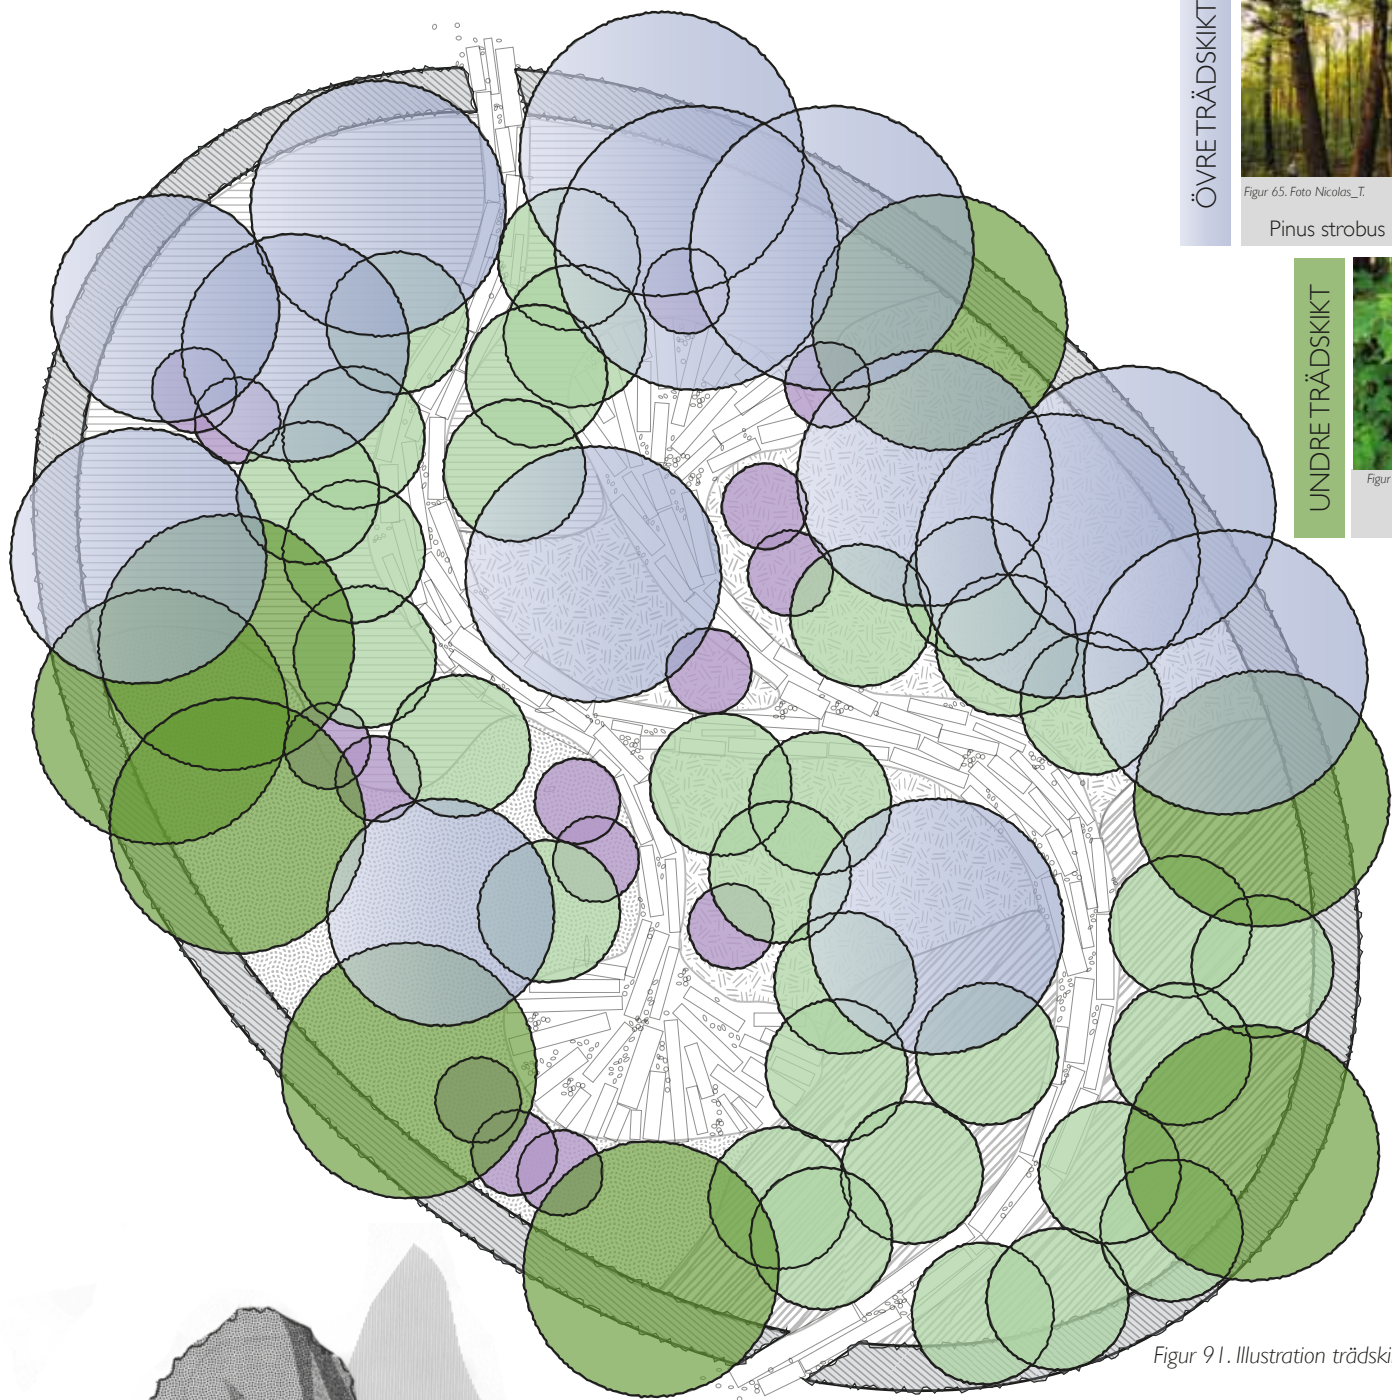 ÖVRE TRÄDSKIKT
Figur 65. Foto Nicolas_T.
Pinus strobus
UNDRE TRÄDSKIKT
Figur
Figur 91. Illustration trädski